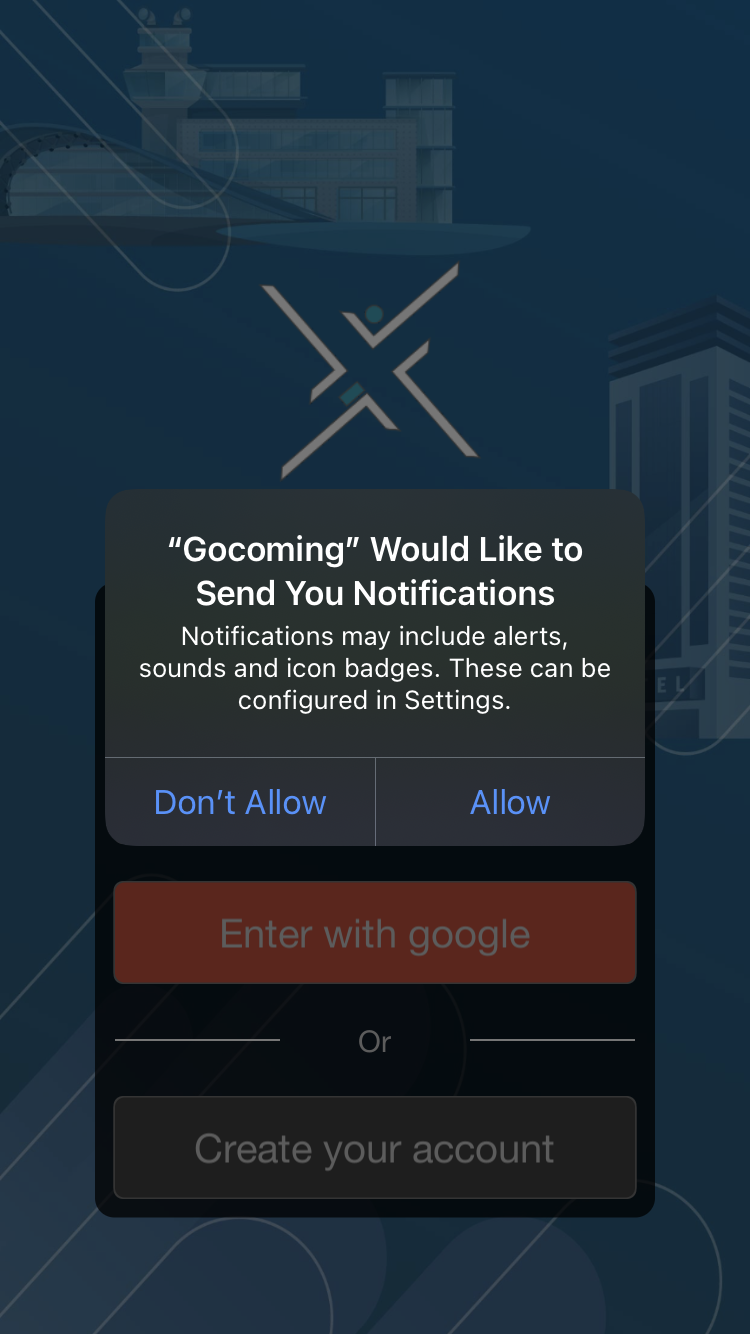 “Gocoming” Would Like to
Send You Notifications
Notifications may include alerts,
sounds and icon badges. These can be
configured in Settings.
Don’t Allow
Allow
Enter with google
Or
Create your account